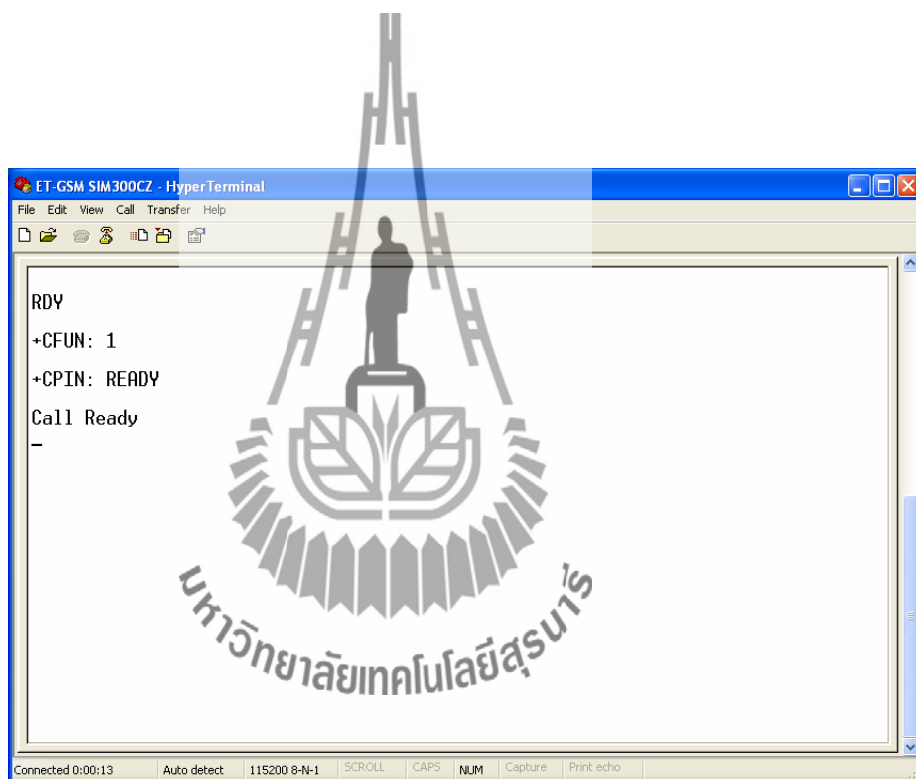 ET-GSM SIM300CZ - HyperTerminal
File Edit View Call Transfer Help
RDY
+CFUN: 1
+CPIN: READY
Call Ready
มหาวิทยาลัยเทคโนโลยีสุรนารี
Connected 0:00:13 Auto detect 115200 8-N-1 SCROLL CAPS NUM Capture Print echo